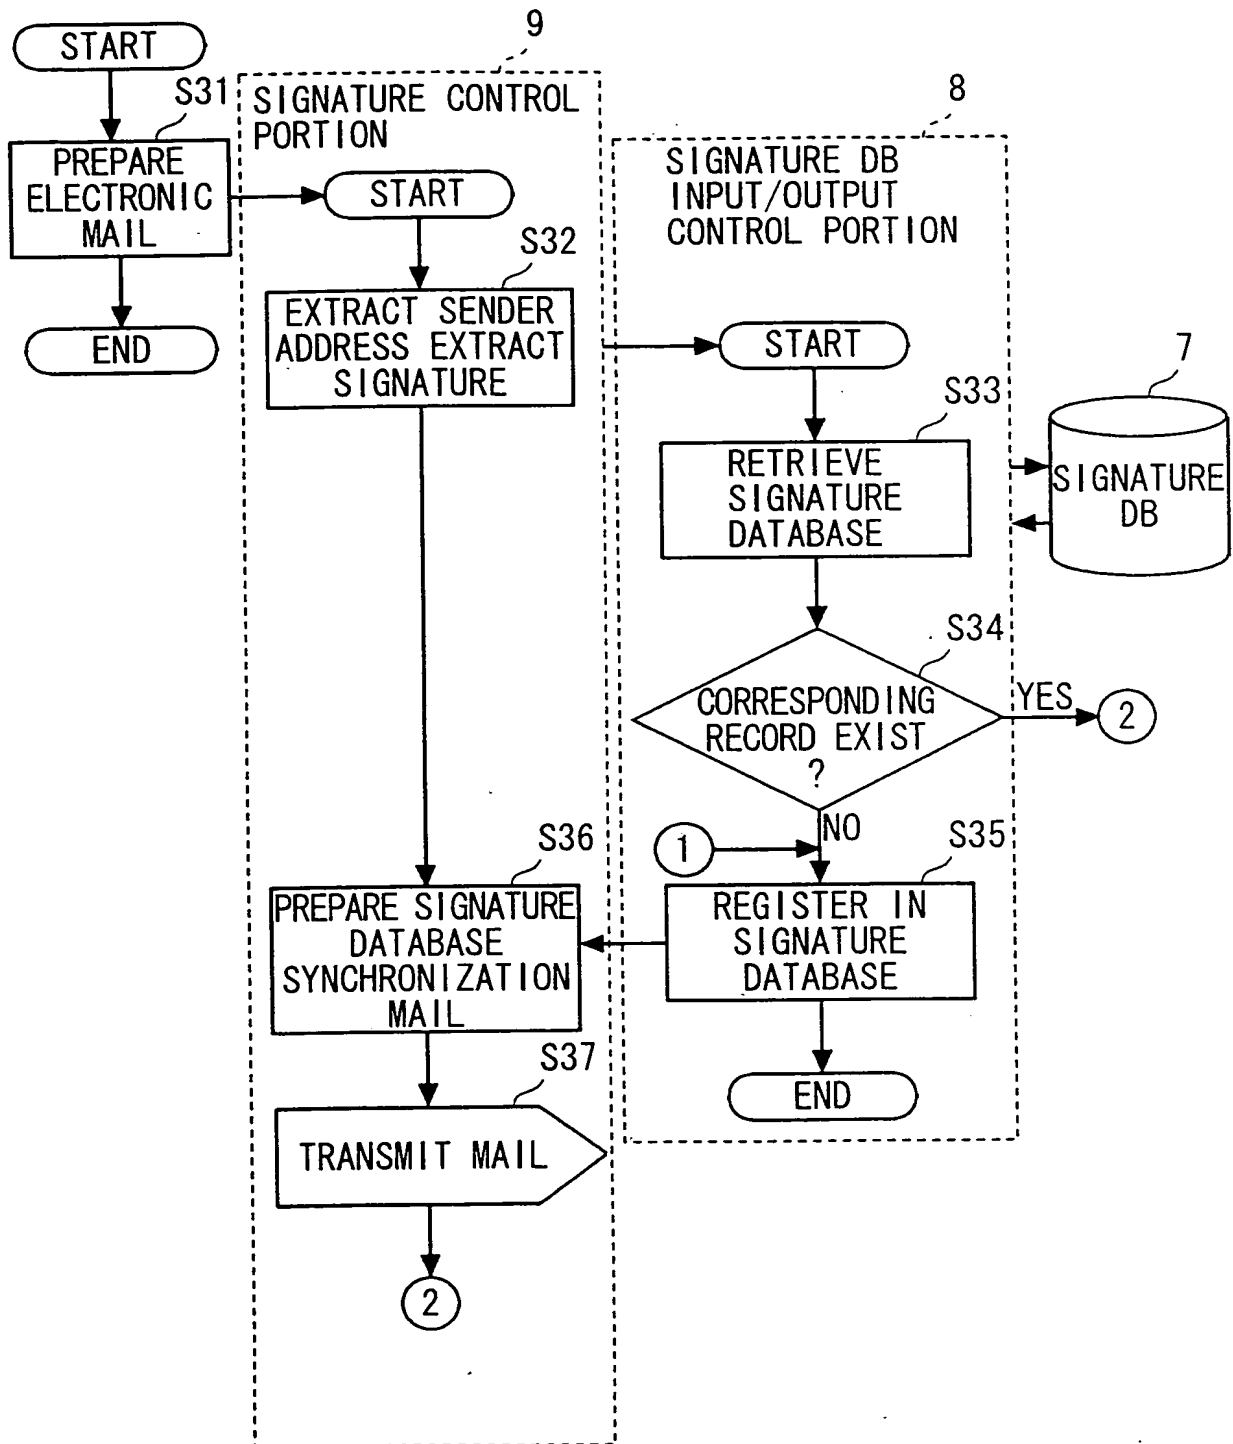 START
S31
PREPARE
ELECTRONIC
MAIL
END
9
SIGNATURE CONTROL
PORTION
START
S32
EXTRACT SENDER
ADDRESS EXTRACT
SIGNATURE
8
SIGNATURE DB
INPUT/OUTPUT
CONTROL PORTION
START
S33
RETRIEVE
SIGNATURE
DATABASE
7
SIGNATURE
DB
S34
CORRESPONDING
RECORD EXIST
?
YES
2
NO
1
S35
REGISTER IN
SIGNATURE
DATABASE
END
S36
PREPARE SIGNATURE
DATABASE
SYNCHRONIZATION
MAIL
S37
TRANSMIT MAIL
2